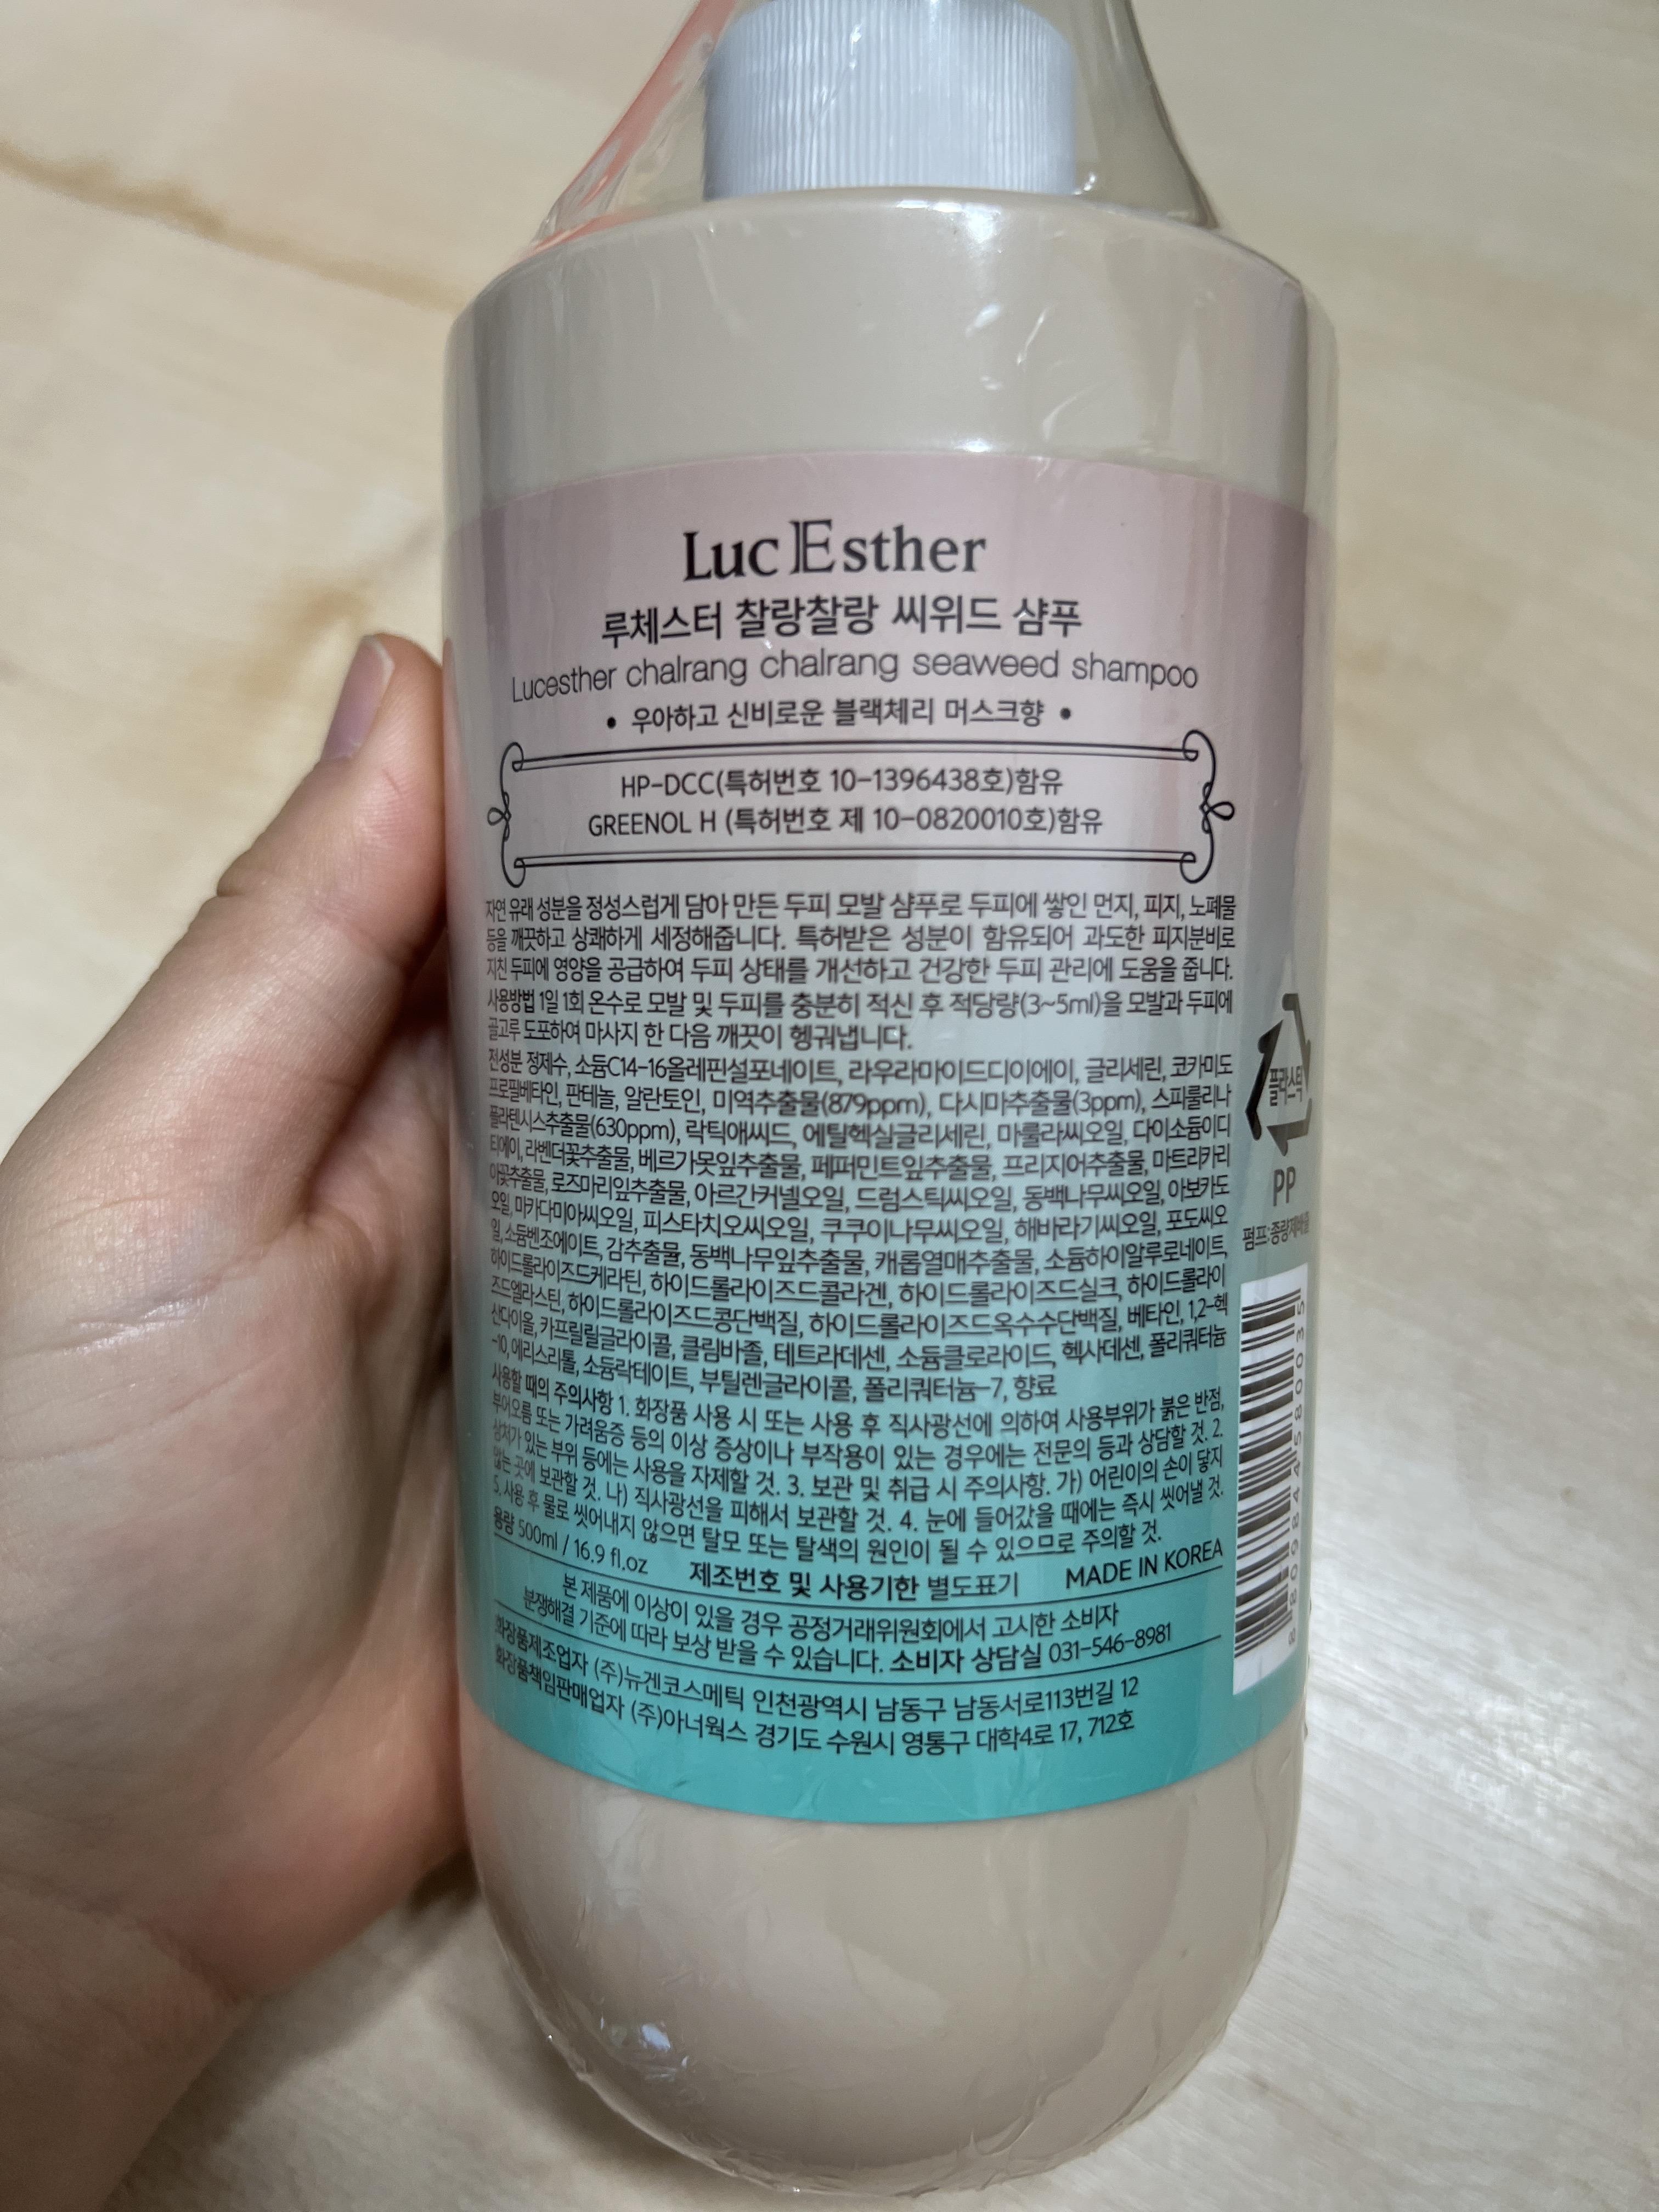 LucEsther
루체스터 찰랑찰랑 씨위드 샴푸
Lucesther chalrang chalrang seaweed shampoo
• 우아하고 신비로운 블랙체리 머스크향 •
HP-DCC(특허번호 10-1396438호)함유
GREENOL H (특허번호 제 10-0820010호)함유
자연 유래 성분을 정성스럽게 담아 만든 두피 모발 샴푸로 두피에 쌓인 먼지, 피지, 노폐물
등을 깨끗하고 상쾌하게 세정해줍니다. 특허받은 성분이 함유되어 과도한 피지분비로
지친 두피에 영양을 공급하여 두피 상태를 개선하고 건강한 두피 관리에 도움을 줍니다.
사용방법 1일 1회 온수로 모발 및 두피를 충분히 적신 후 적당량(3~5ml)을 모발과 두피에
골고루 도포하여 마사지 한 다음 깨끗이 헹궈냅니다.
전성분 정제수, 소듐C14-16올레핀설포네이트, 라우라마이드디이에이, 글리세린, 코카미도
프로필베타인, 판테놀, 알란토인, 미역추출물(879ppm), 다시마추출물(3ppm), 스피룰리나
플라텐시스추출물(630ppm), 락틱애씨드, 에틸헥실글리세린, 마룰라씨오일, 다이소듐이디
티에이, 라벤더꽃추출물, 베르가못잎추출물, 페퍼민트잎추출물, 프리지어추출물, 마트리카리
아꽃추출물, 로즈마리잎추출물, 아르간커넬오일, 드럼스틱씨오일, 동백나무씨오일, 아보카도
오일, 마카다미아씨오일, 피스타치오씨오일, 쿠쿠이나무씨오일, 해바라기씨오일, 포도씨오
일, 소듐벤조에이트, 감추출물, 동백나무잎추출물, 캐롭열매추출물, 소듐하이알루로네이트,
하이드롤라이즈드케라틴, 하이드롤라이즈드콜라겐, 하이드롤라이즈드실크, 하이드롤라이
즈드엘라스틴, 하이드롤라이즈드콩단백질, 하이드롤라이즈드옥수수단백질, 베타인, 1,2-헥
산다이올, 카프릴릴글라이콜, 클림바졸, 테트라데센, 소듐클로라이드, 헥사데센, 폴리쿼터늄
-10, 에리스리톨, 소듐락테이트, 부틸렌글라이콜, 폴리쿼터늄-7, 향료
사용할 때의 주의사항 1. 화장품 사용 시 또는 사용 후 직사광선에 의하여 사용부위가 붉은 반점,
부어오름 또는 가려움증 등의 이상 증상이나 부작용이 있는 경우에는 전문의 등과 상담할 것. 2.
상처가 있는 부위 등에는 사용을 자제할 것. 3. 보관 및 취급 시 주의사항. 가) 어린이의 손이 닿지
않는 곳에 보관할 것. 나) 직사광선을 피해서 보관할 것. 4. 눈에 들어갔을 때에는 즉시 씻어낼 것.
5. 사용 후 물로 씻어내지 않으면 탈모 또는 탈색의 원인이 될 수 있으므로 주의할 것.
용량 500ml / 16.9 fl.oz 제조번호 및 사용기한 별도표기 MADE IN KOREA
본 제품에 이상이 있을 경우 공정거래위원회에서 고시한 소비자
분쟁해결 기준에 따라 보상 받을 수 있습니다. 소비자 상담실 031-546-8981
화장품제조업자 (주)뉴겐코스메틱 인천광역시 남동구 남동서로113번길 12
화장품책임판매업자 (주)아너웍스 경기도 수원시 영통구 대학4로 17, 712호
플라스틱
PP
펌프:종량제배출
8 809844 580035